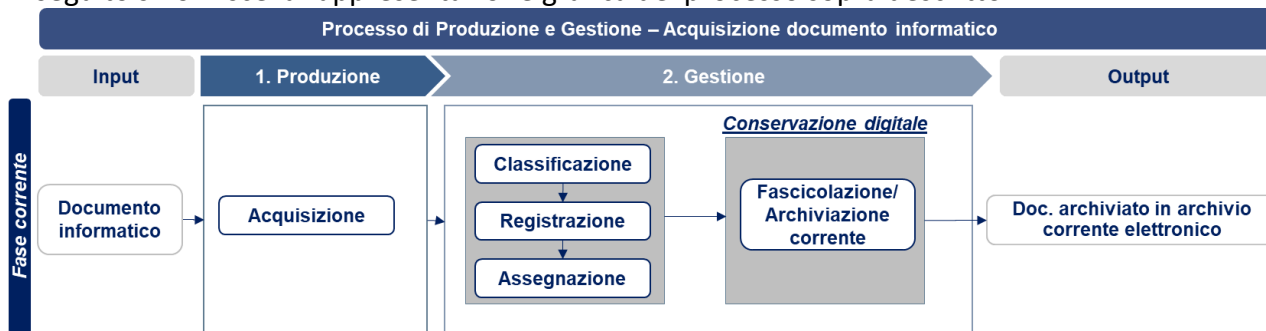 Processo di Produzione e Gestione – Acquisizione documento informatico
Input
1. Produzione
2. Gestione
Output
Fase corrente
Documento
informatico
Acquisizione
Classificazione
Registrazione
Assegnazione
Conservazione digitale
Fascicolazione/
Archiviazione
corrente
Doc. archiviato in archivio
corrente elettronico